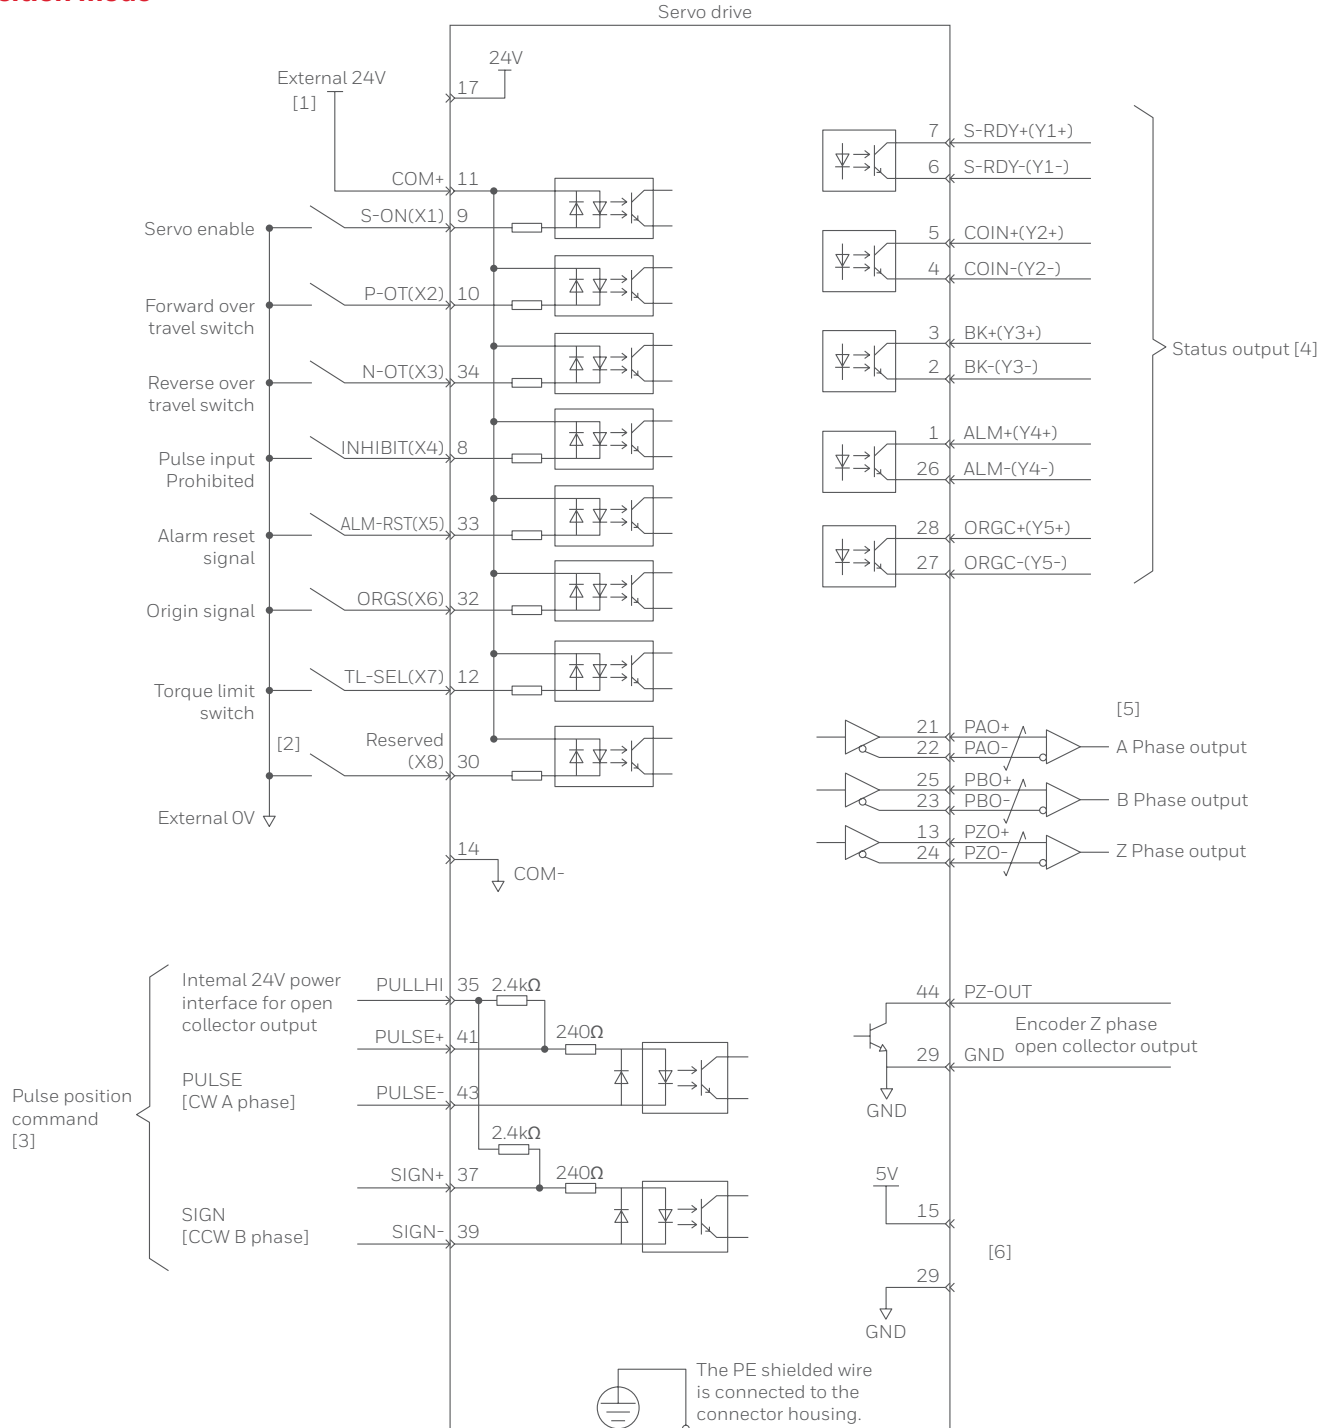 Servo drive
24V
17
External 24V
[1]
COM+ 11
S-ON(X1) 9
Servo enable
P-OT(X2) 10
Forward over
travel switch
N-OT(X3) 34
Reverse over
travel switch
INHIBIT(X4) 8
Pulse input
Prohibited
ALM-RST(X5) 33
Alarm reset
signal
ORGS(X6) 32
Origin signal
TL-SEL(X7) 12
Torque limit
switch
[2]
Reserved
(X8) 30
External 0V
14
COM-
7 S-RDY+(Y1+)
6 S-RDY-(Y1-)
5 COIN+(Y2+)
4 COIN-(Y2-)
3 BK+(Y3+)
2 BK-(Y3-)
Status output [4]
1 ALM+(Y4+)
26 ALM-(Y4-)
28 ORGC+(Y5+)
27 ORGC-(Y5-)
[5]
21 PAO+
22 PAO-
A Phase output
25 PBO+
23 PBO-
B Phase output
13 PZO+
24 PZO-
Z Phase output
Internal 24V power
interface for open
collector output
PULLHI 35 2.4kΩ
PULSE+ 41 240Ω
PULSE
[CW A phase]
PULSE- 43
Pulse position
command
[3]
2.4kΩ
SIGN+ 37 240Ω
SIGN
[CCW B phase]
SIGN- 39
44 PZ-OUT
Encoder Z phase
open collector output
29 GND
GND
5V
15
[6]
29
GND
The PE shielded wire
is connected to the
connector housing.